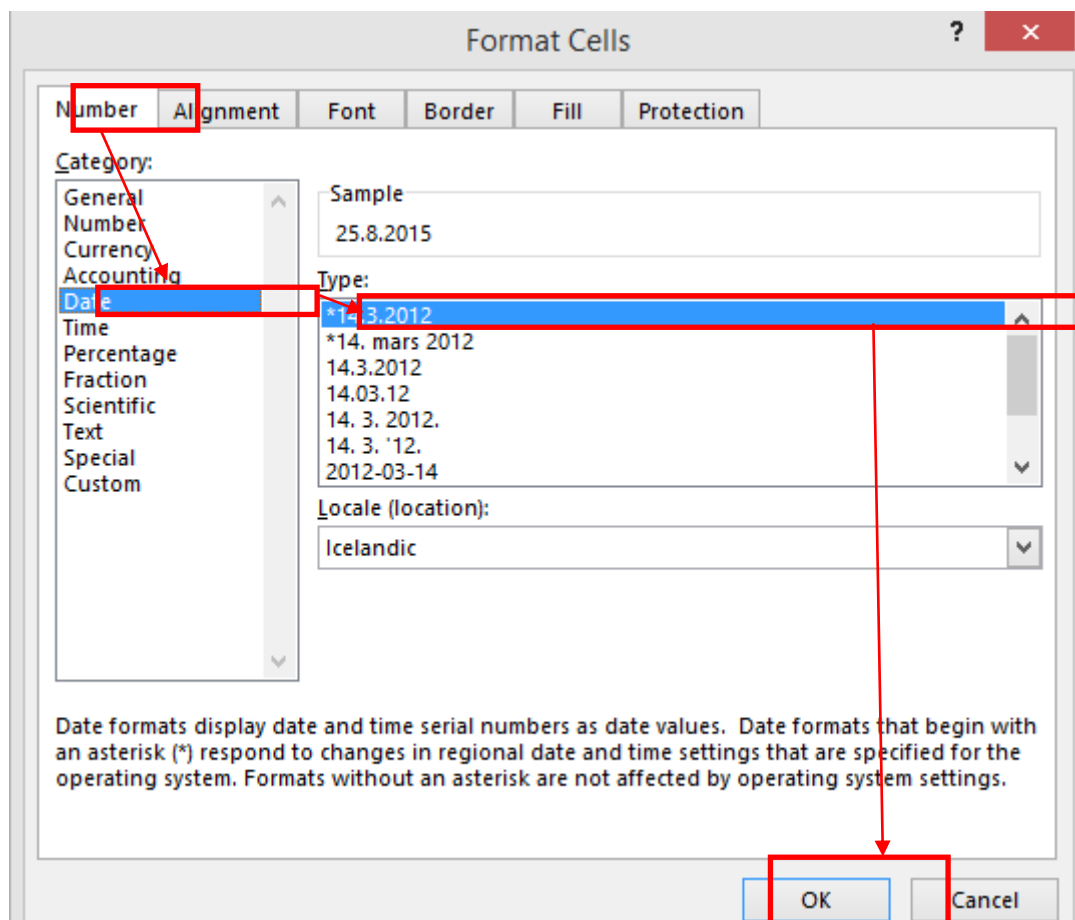 Format Cells
?
×
Number Alignment Font Border Fill Protection
Category:
General
Number
Currency
Accounting
Date
Time
Percentage
Fraction
Scientific
Text
Special
Custom
Sample
25.8.2015
Type:
*14.3.2012
*14. mars 2012
14.3.2012
14.03.12
14. 3. 2012.
14. 3. '12.
2012-03-14
Locale (location):
Icelandic
Date formats display date and time serial numbers as date values. Date formats that begin with
an asterisk (*) respond to changes in regional date and time settings that are specified for the
operating system. Formats without an asterisk are not affected by operating system settings.
OK Cancel